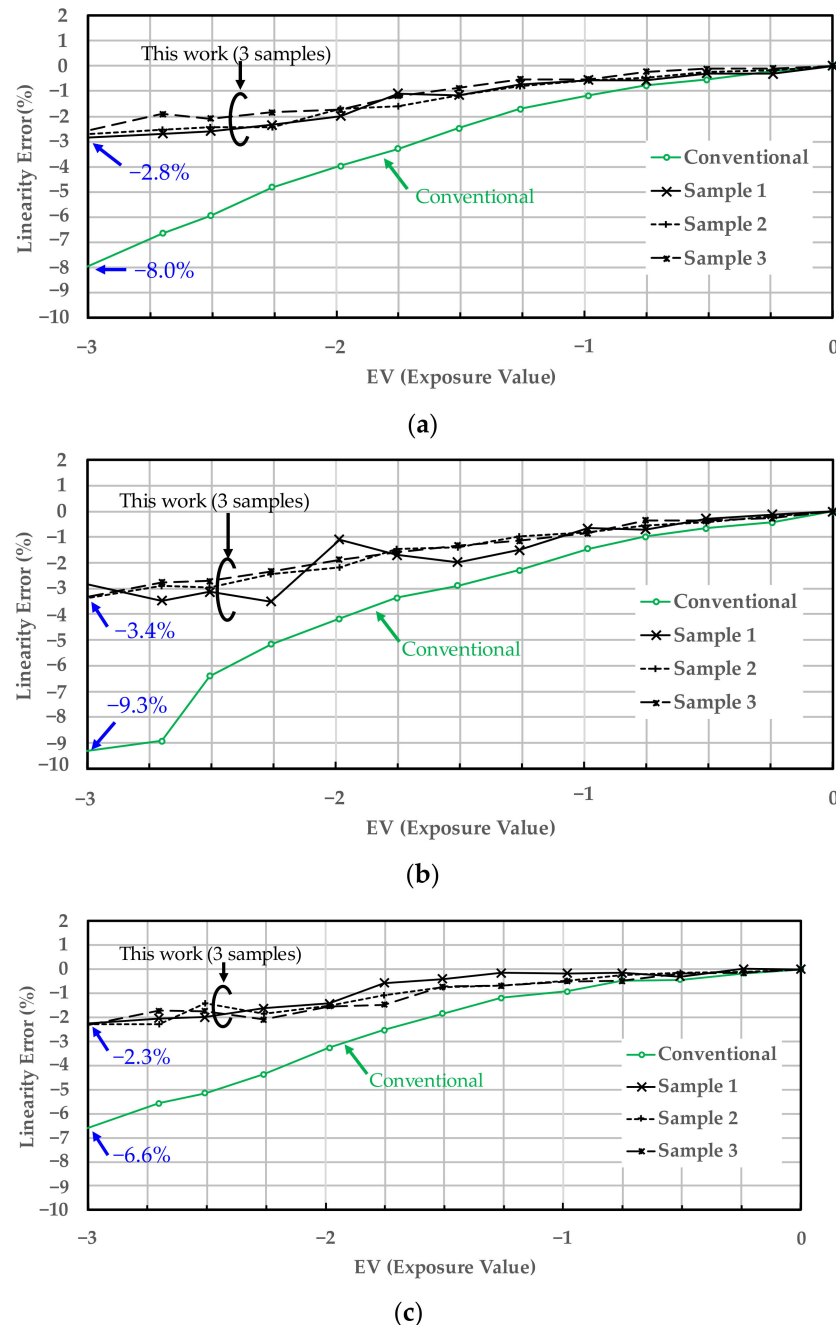 2
1
This work (3 samples)
0
−1
−2
−3
−2.8%
−4
Conventional
−5
−6
−7
−8
−8.0%
−9
−10
Linearity Error (%)
Conventional
Sample 1
Sample 2
Sample 3
−3
−2
−1
0
EV (Exposure Value)
(a)
2
1
This work (3 samples)
0
−1
−2
−3
−3.4%
−4
−5
Conventional
−6
−7
−9.3%
−8
−9
−10
Linearity Error (%)
Conventional
Sample 1
Sample 2
Sample 3
−3
−2
−1
0
EV (Exposure Value)
(b)
2
1
This work (3 samples)
0
−1
−2
−3
−2.3%
−4
Conventional
−5
−6
−7
−6.6%
−8
−9
−10
Linearity Error (%)
Conventional
Sample 1
Sample 2
Sample 3
−3
−2
−1
0
EV (Exposure Value)
(c)